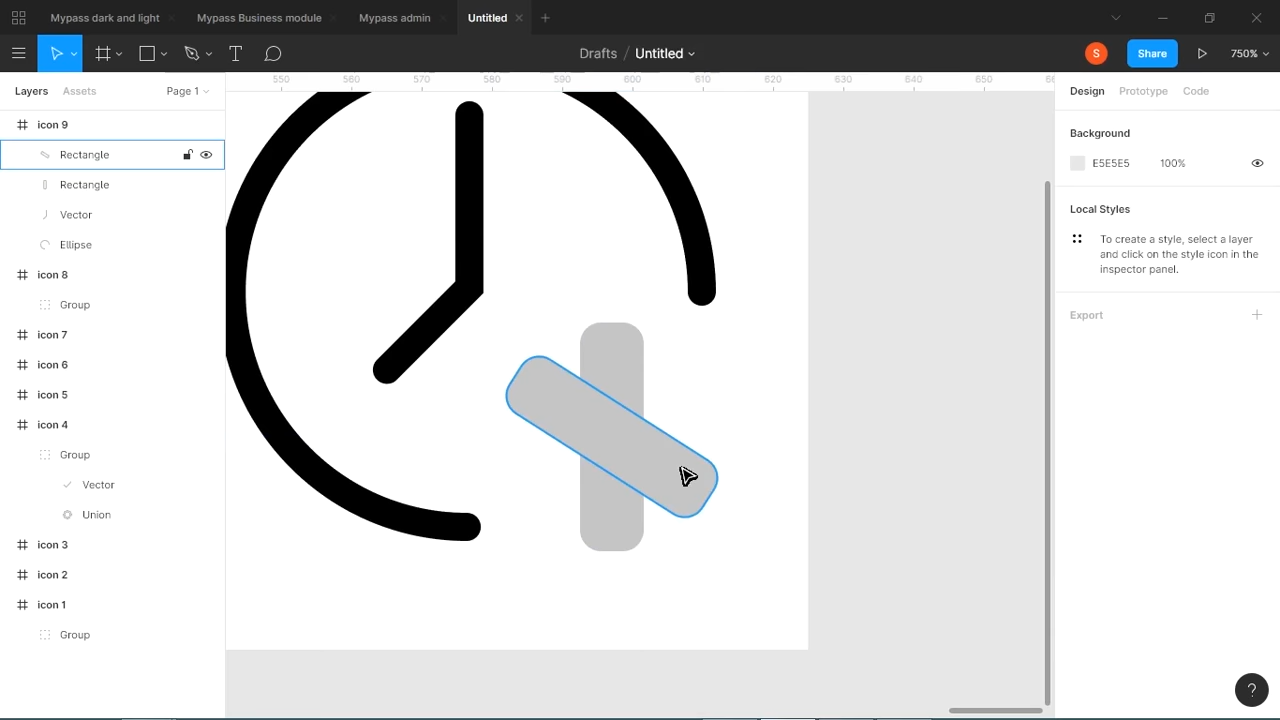 Mypass dark and light
Mypass Business module
Mypass admin
Untitled
Drafts / Untitled
S
Share
750%
Layers
Assets
Page 1
550 560 570 580 590 600 610 620 630 640 650 66
Design
Prototype
Code
icon 9
Rectangle
Rectangle
Vector
Ellipse
icon 8
Group
icon 7
icon 6
icon 5
icon 4
Group
Vector
Union
icon 3
icon 2
icon 1
Group
Background
E5E5E5
100%
Local Styles
To create a style, select a layer
and click on the style icon in the
inspector panel.
Export
?